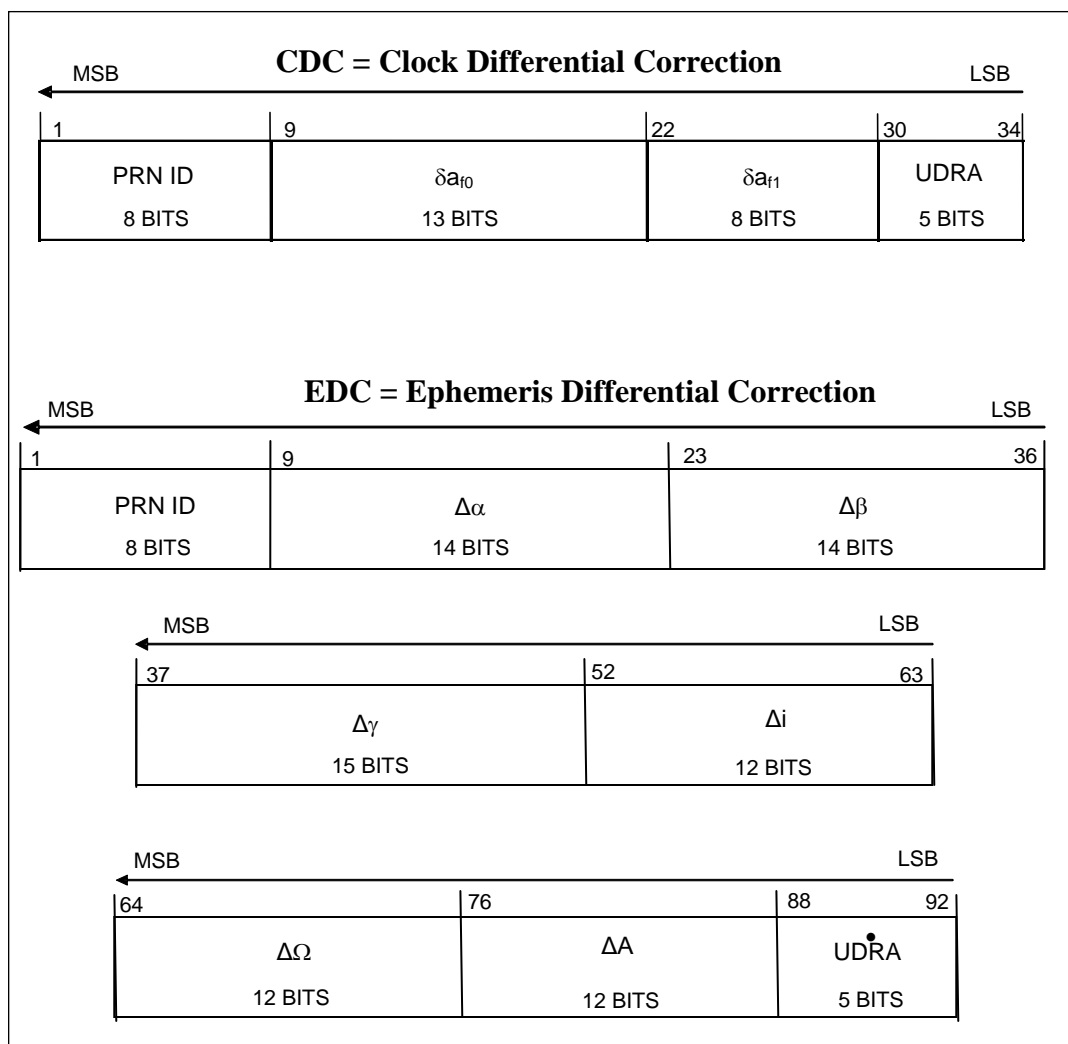 CDC = Clock Differential Correction
MSB LSB
1 9 22 30 34
PRN ID δaf0 δaf1 UDRA
8 BITS 13 BITS 8 BITS 5 BITS
EDC = Ephemeris Differential Correction
MSB LSB
1 9 23 36
PRN ID Δα Δβ
8 BITS 14 BITS 14 BITS
MSB LSB
37 52 63
Δγ Δi
15 BITS 12 BITS
MSB LSB
64 76 88 92
ΔΩ ΔA UDṘA
12 BITS 12 BITS 5 BITS